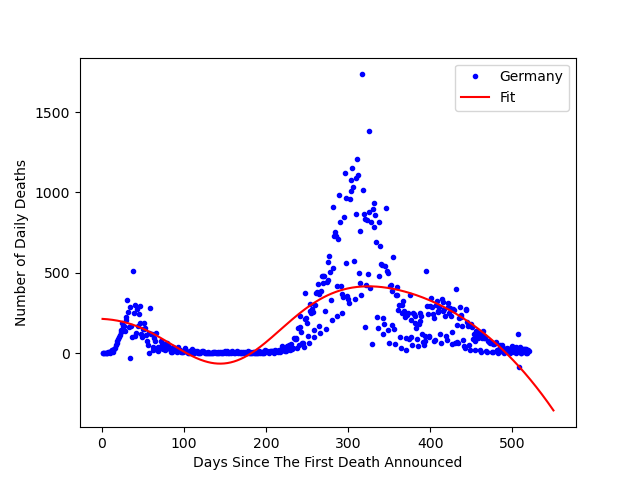 Germany
Fit
1500
1000
500
0
Number of Daily Deaths
0 100 200 300 400 500
Days Since The First Death Announced